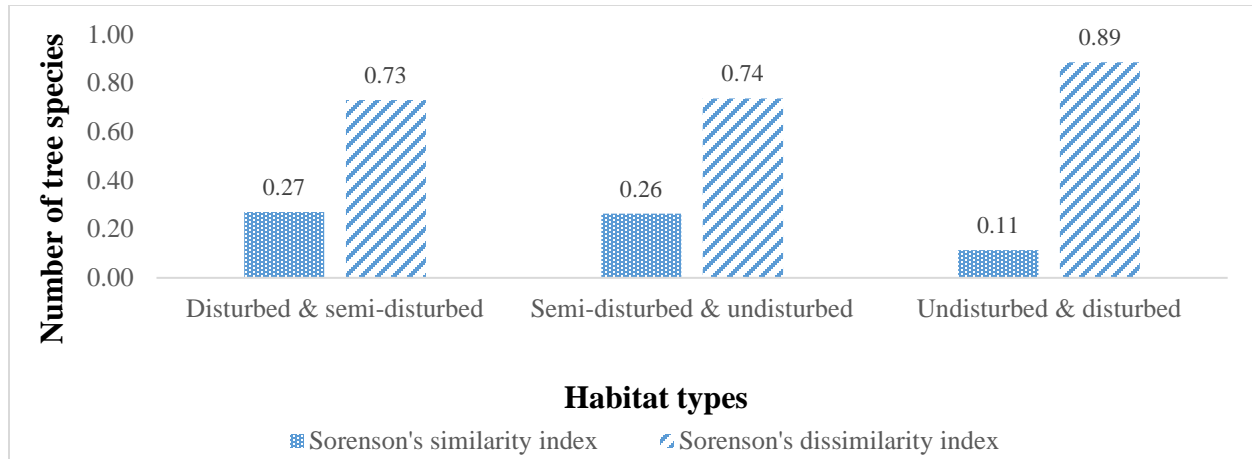 Number of tree species
1.00
0.80
0.60
0.40
0.20
0.00
0.27
0.73
0.26
0.74
0.11
0.89
Disturbed & semi-disturbed
Semi-disturbed & undisturbed
Undisturbed & disturbed
Habitat types
Sorenson's similarity index
Sorenson's dissimilarity index